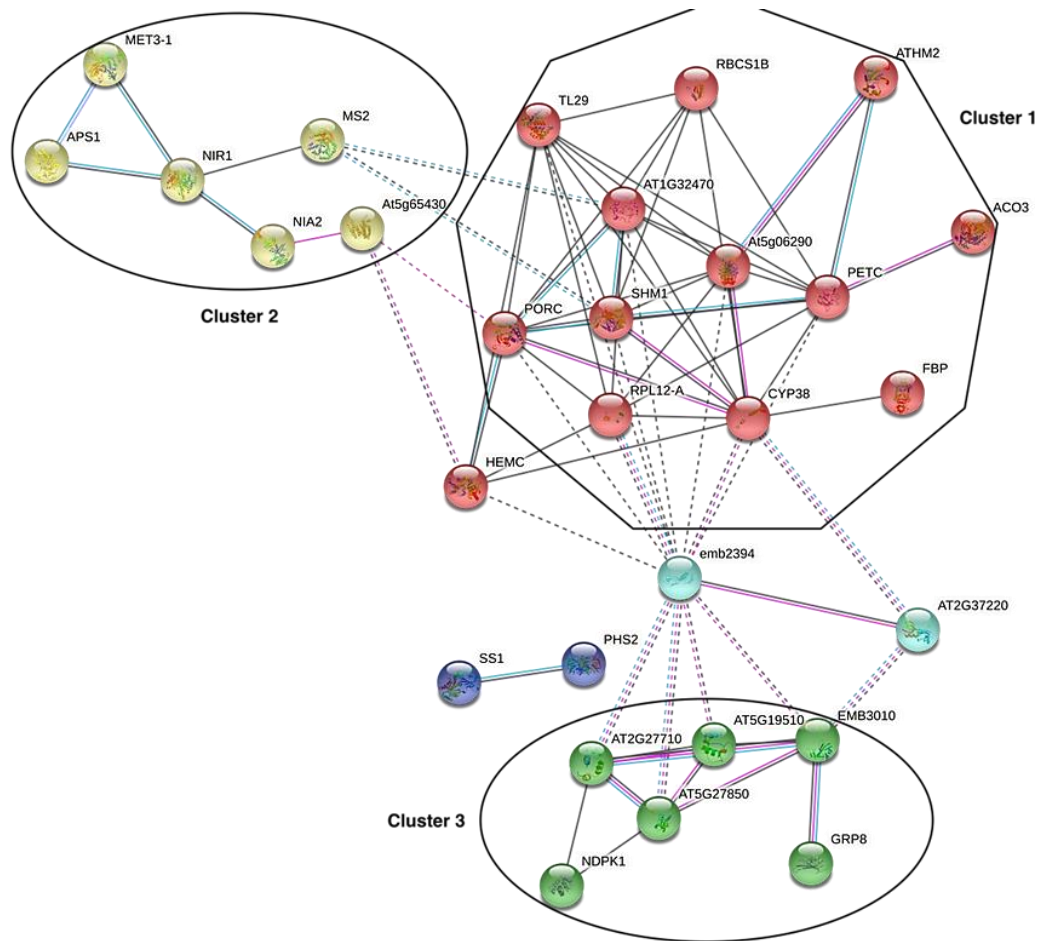 MET3-1
ATHM2
RBCS1B
TL29
Cluster 1
APS1
MS2
NIR1
AT1G32470
NIA2
At5g65430
ACO3
At5g06290
PETC
SHM1
PORC
Cluster 2
FBP
RPL12-A
CYP38
HEMC
emb2394
AT2G37220
PHS2
SS1
AT5G19510
EMB3010
AT2G27710
AT5G27850
Cluster 3
GRP8
NDPK1